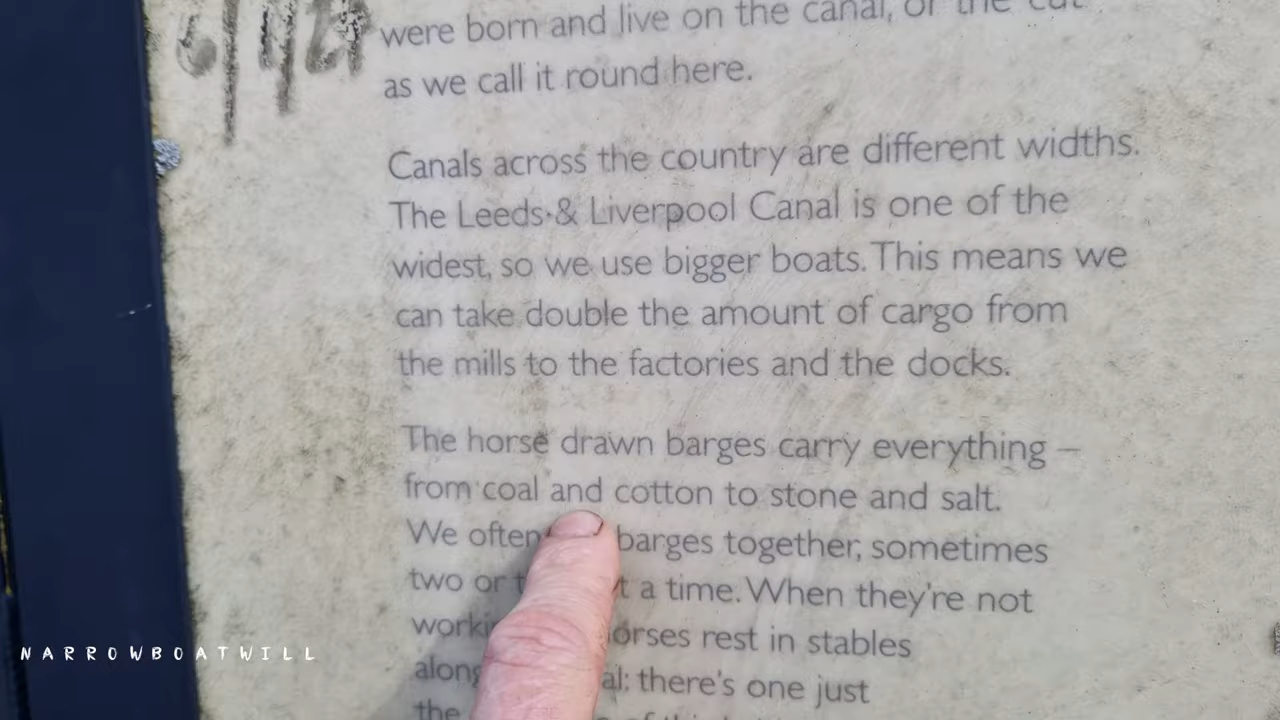 were born and live on the canal, or the cut
as we call it round here.
Canals across the country are different widths.
The Leeds & Liverpool Canal is one of the
widest, so we use bigger boats. This means we
can take double the amount of cargo from
the mills to the factories and the docks.
The horse drawn barges carry everything –
from coal and cotton to stone and salt.
We often barges together, sometimes
two or a time. When they're not
rest in stables
there's one just
the
NARROWBOATWILL